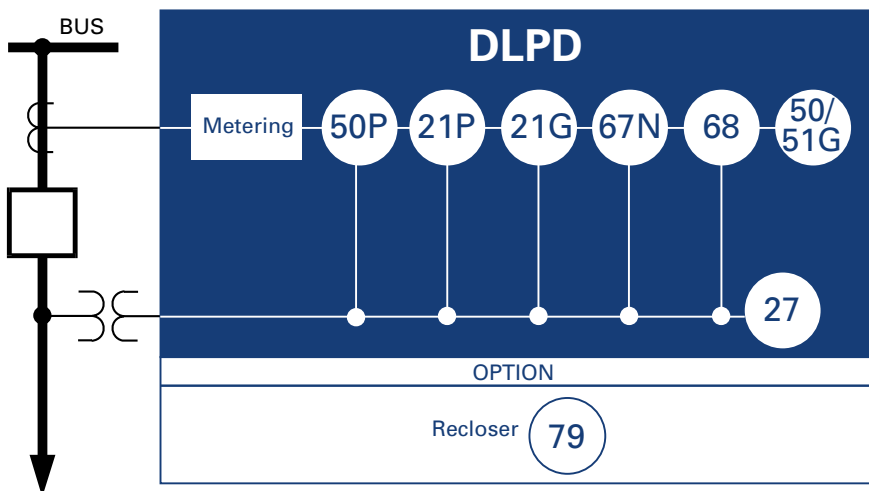 BUS
DLPD
Metering
50P
21P
21G
67N
68
50/
51G
27
OPTION
Recloser
79